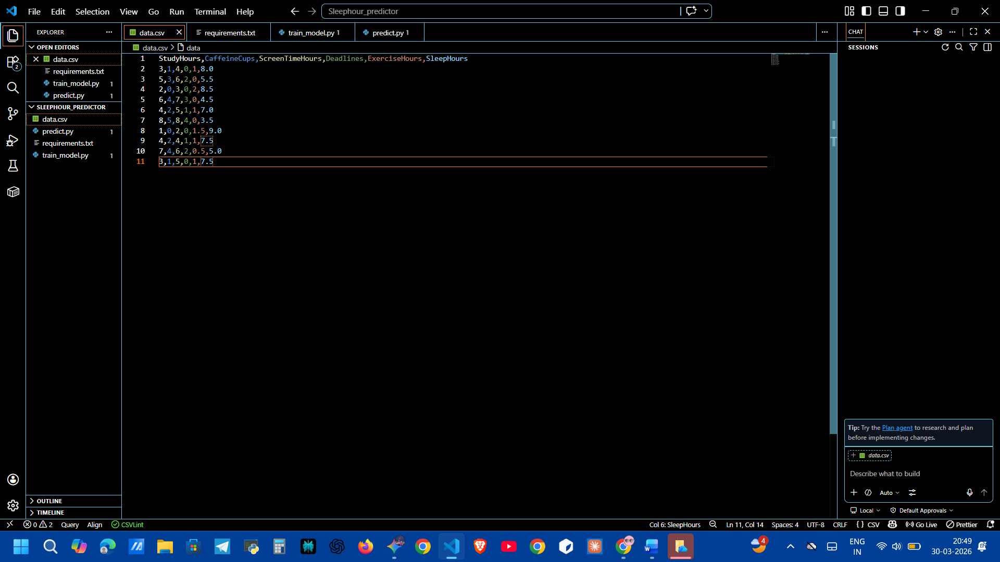 File Edit Selection View Go Run Terminal Help
Sleephour_predictor
EXPLORER
OPEN EDITORS
data.csv
requirements.txt
train_model.py 1
predict.py 1
SLEEPHOUR_PREDICTOR
data.csv
predict.py 1
requirements.txt
train_model.py 1
OUTLINE
TIMELINE
data.csv requirements.txt train_model.py 1 predict.py 1
data.csv > data
1 StudyHours,CaffeineCups,ScreenTimeHours,Deadlines,ExerciseHours,SleepHours
2 3,1,4,0,1,8.0
3 5,3,6,2,0,5.5
4 2,0,3,0,2,8.5
5 6,4,7,3,0,4.5
6 4,2,5,1,1,7.0
7 8,5,8,4,0,3.5
8 1,0,2,0,1.5,9.0
9 4,2,4,1,1,7.5
10 7,4,6,2,0.5,5.0
11 3,1,5,0,1,7.5
CHAT
SESSIONS
Tip: Try the Plan agent to research and plan
before implementing changes.
data.csv
Describe what to build
Auto
Local Default Approvals
2
0 2 Query Align CSVLint
Col 6: SleepHours Ln 11, Col 14 Spaces: 4 UTF-8 CRLF {} CSV Go Live Prettier
4
ENG
IN
20:49
30-03-2026